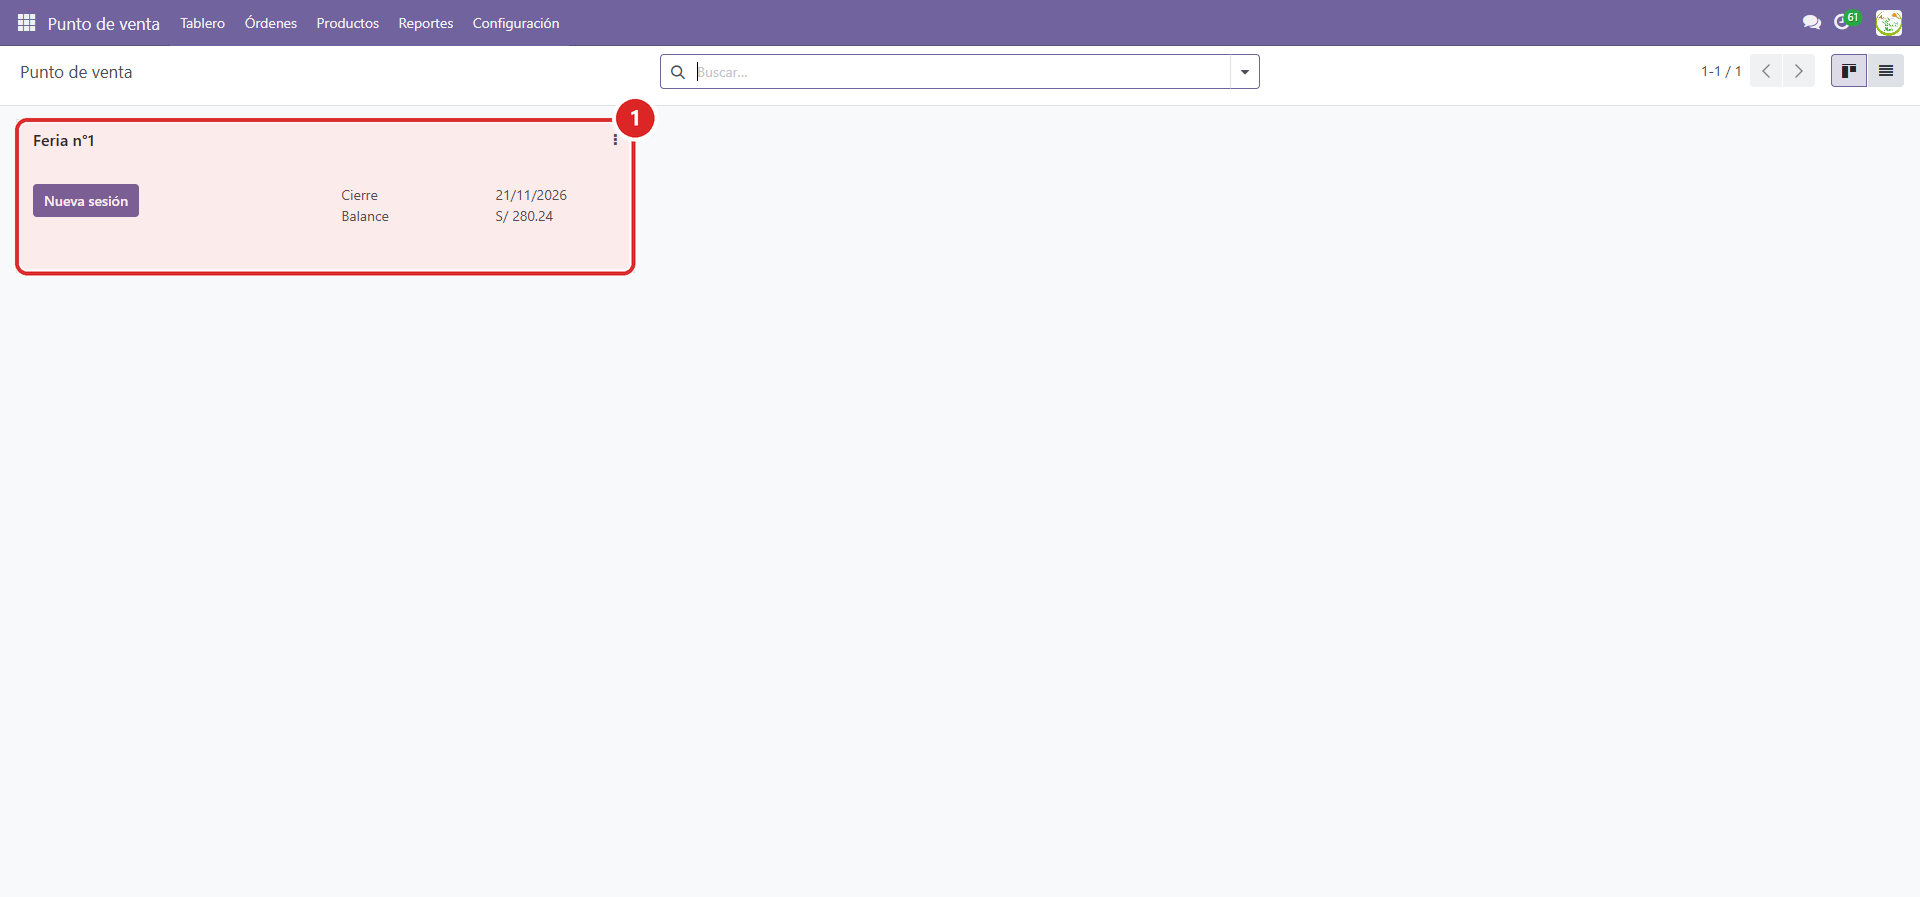 Punto de venta Tablero Órdenes Productos Reportes Configuración 61
Punto de venta Buscar... 1-1 / 1
1
Feria n°1
Nueva sesión Cierre 21/11/2026
Balance S/ 280.24